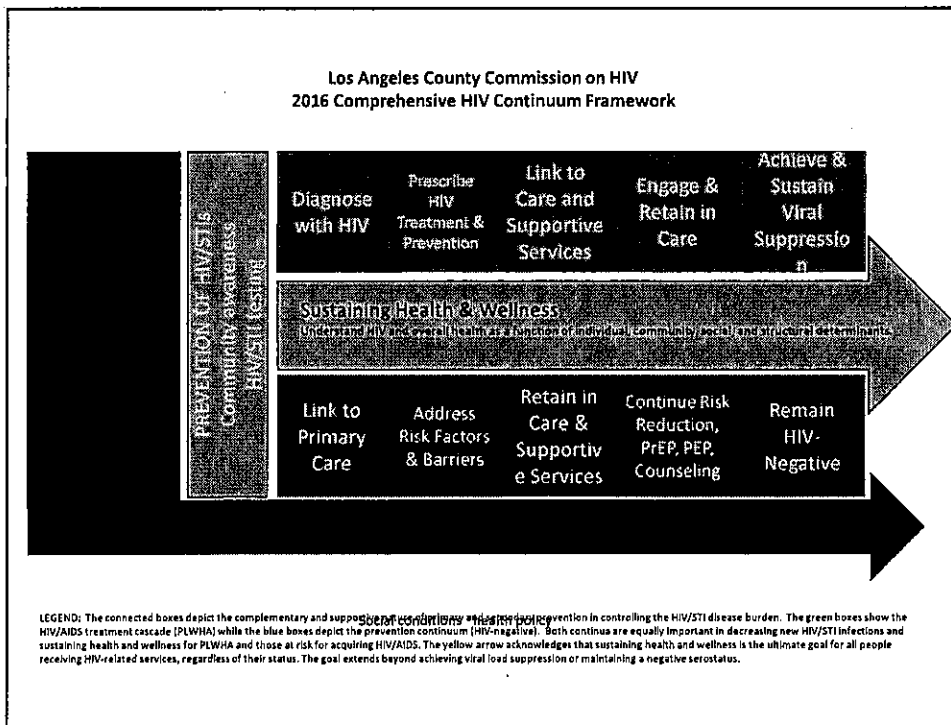 Los Angeles County Commission on HIV
2016 Comprehensive HIV Continuum Framework
PREVENTION OF HIV/STIs
Community awareness
HIV/STI testing
Diagnose
with HIV
Prescribe
HIV
Treatment &
Prevention
Link to
Care and
Supportive
Services
Engage &
Retain in
Care
Achieve &
Sustain
Viral
Suppressio
n
Sustaining Health & Wellness
Understand HIV and overall health as a function of individual, community, social, and structural determinants.
Link to
Primary
Care
Address
Risk Factors
& Barriers
Retain in
Care &
Supportiv
e Services
Continue Risk
Reduction,
PrEP, PEP,
Counseling
Remain
HIV-
Negative
Social conditions health policy
LEGEND: The connected boxes depict the complementary and supportive prevention in controlling the HIV/STI disease burden. The green boxes show the
HIV/AIDS treatment cascade (PLWHA) while the blue boxes depict the prevention continuum (HIV-negative). Both continua are equally important in decreasing new HIV/STI infections and
sustaining health and wellness for PLWHA and those at risk for acquiring HIV/AIDS. The yellow arrow acknowledges that sustaining health and wellness is the ultimate goal for all people
receiving HIV-related services, regardless of their status. The goal extends beyond achieving viral load suppression or maintaining a negative serostatus.